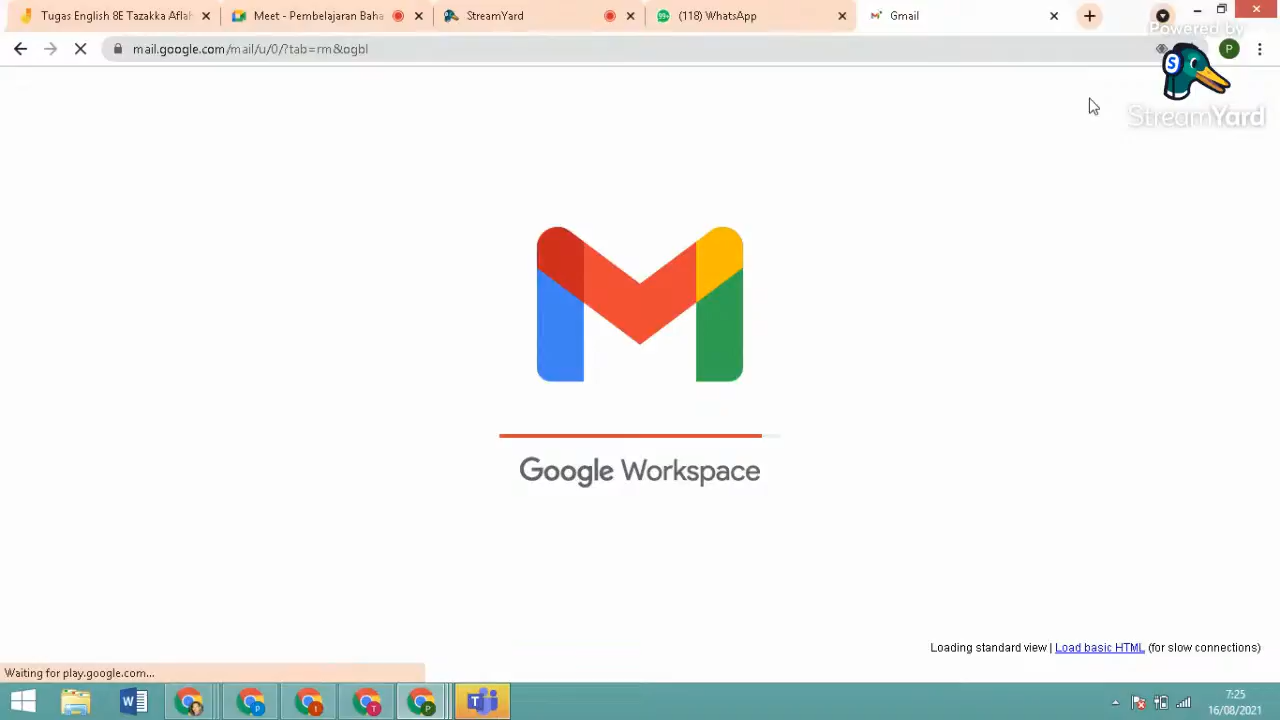 Tugas English 8E Tazakka Aflah
Meet - Pembelajaran Baha
StreamYard
99+ (118) WhatsApp
Gmail
mail.google.com/mail/u/0/?tab=rm&ogbl
P
Powered by
S
StreamYard
Google Workspace
Loading standard view | Load basic HTML (for slow connections)
Waiting for play.google.com...
W
P
T
P
T
7:25
16/08/2021